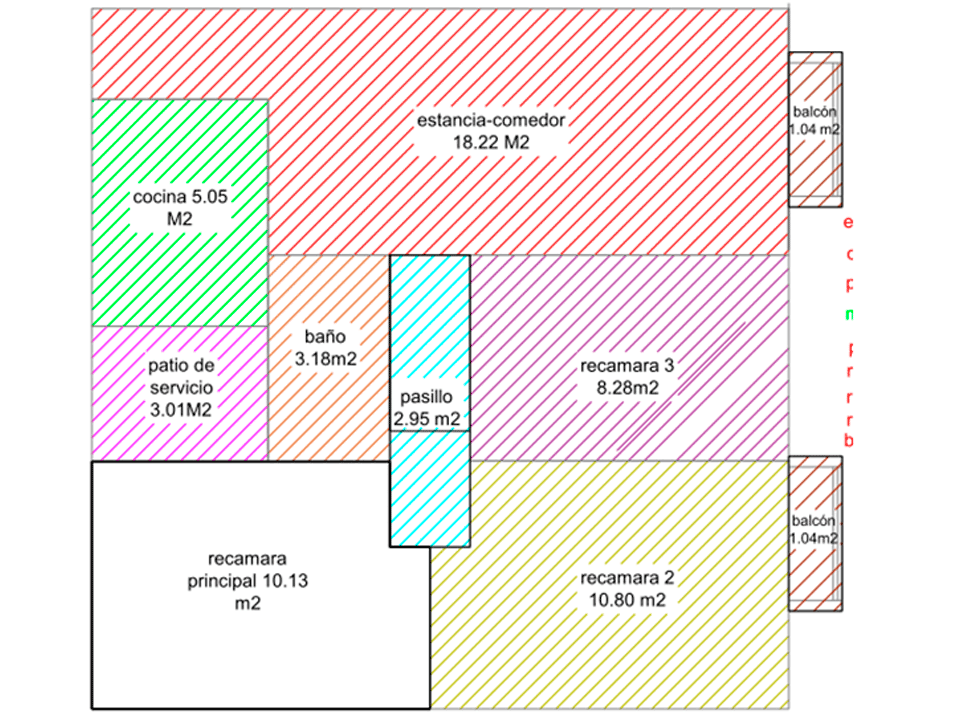 estancia-comedor
18.22 M2
balcón
1.04 m2
cocina 5.05
M2
e
c
p
m
baño
3.18m2
patio de
servicio
3.01M2
pasillo
2.95 m2
recamara 3
8.28m2
r
r
r
b
recamara
principal 10.13
m2
recamara 2
10.80 m2
balcón
1.04m2